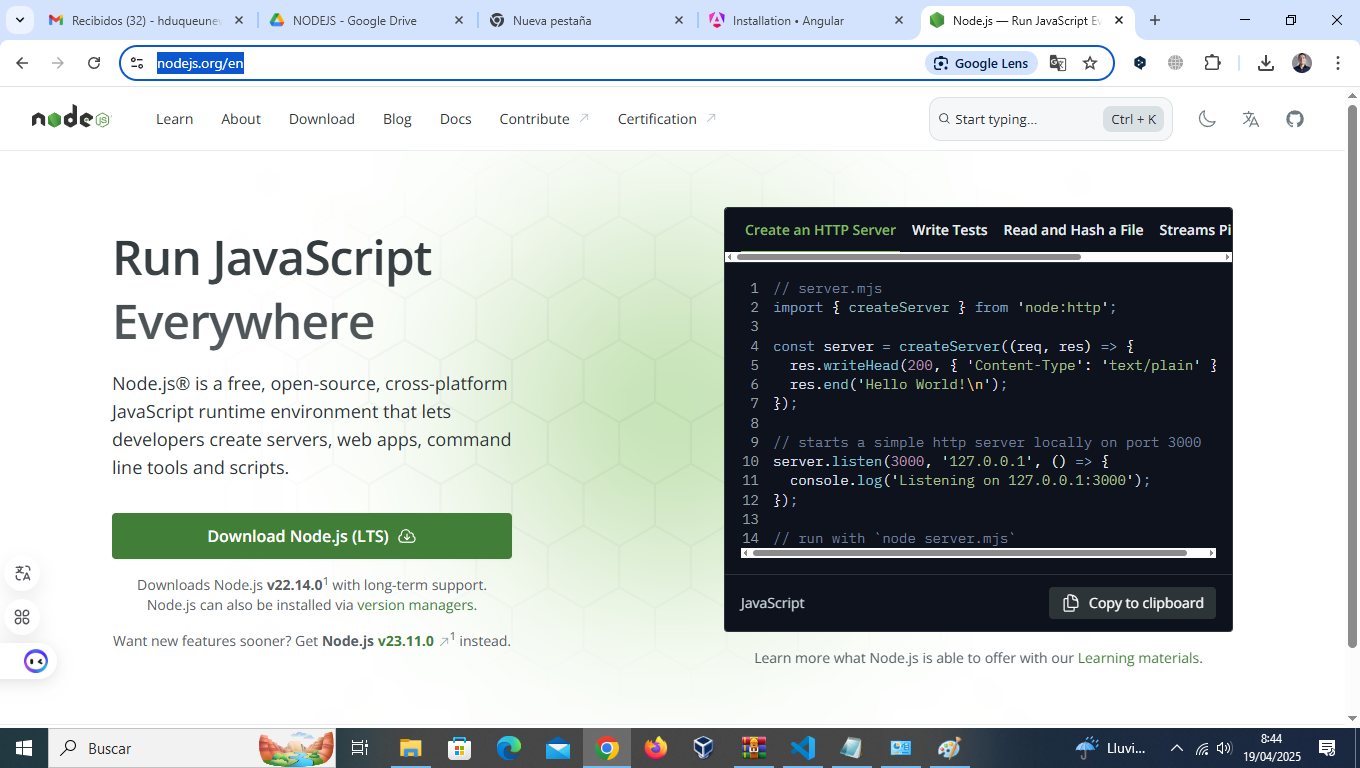 Recibidos (32) - hduqueunev
NODEJS - Google Drive
Nueva pestaña
Installation • Angular
Node.js — Run JavaScript Ev
nodejs.org/en
Google Lens
node JS
Learn
About
Download
Blog
Docs
Contribute
Certification
Start typing...
Ctrl + K
Run JavaScript
Everywhere
Node.js® is a free, open-source, cross-platform
JavaScript runtime environment that lets
developers create servers, web apps, command
line tools and scripts.
Download Node.js (LTS)
Downloads Node.js v22.14.0¹ with long-term support.
Node.js can also be installed via version managers.
Want new features sooner? Get Node.js v23.11.0 ↗¹ instead.
Create an HTTP Server
Write Tests
Read and Hash a File
Streams Pi
1 // server.mjs
2 import { createServer } from 'node:http';
3
4 const server = createServer((req, res) => {
5   res.writeHead(200, { 'Content-Type': 'text/plain' }
6   res.end('Hello World!\n');
7 });
8
9 // starts a simple http server locally on port 3000
10 server.listen(3000, '127.0.0.1', () => {
11   console.log('Listening on 127.0.0.1:3000');
12 });
13
14 // run with `node server.mjs`
JavaScript
Copy to clipboard
Learn more what Node.js is able to offer with our Learning materials.
Buscar
Lluvi...
8:44
19/04/2025